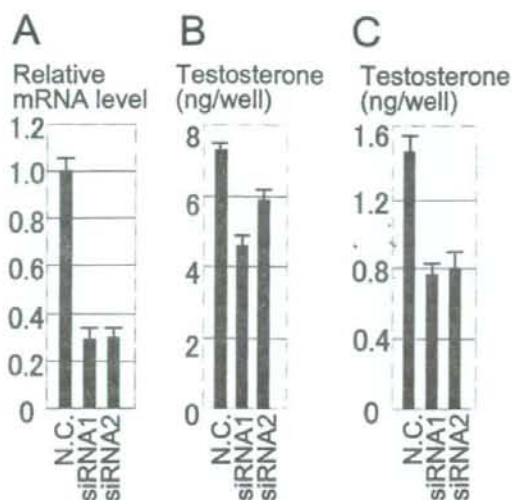 A
Relative
mRNA level
1.2
1.0
0.8
0.6
0.4
0.2
0
N.C.
siRNA1
siRNA2
B
Testosterone
(ng/well)
8
6
4
2
0
N.C.
siRNA1
siRNA2
C
Testosterone
(ng/well)
1.6
1.2
0.8
0.4
0
N.C.
siRNA1
siRNA2